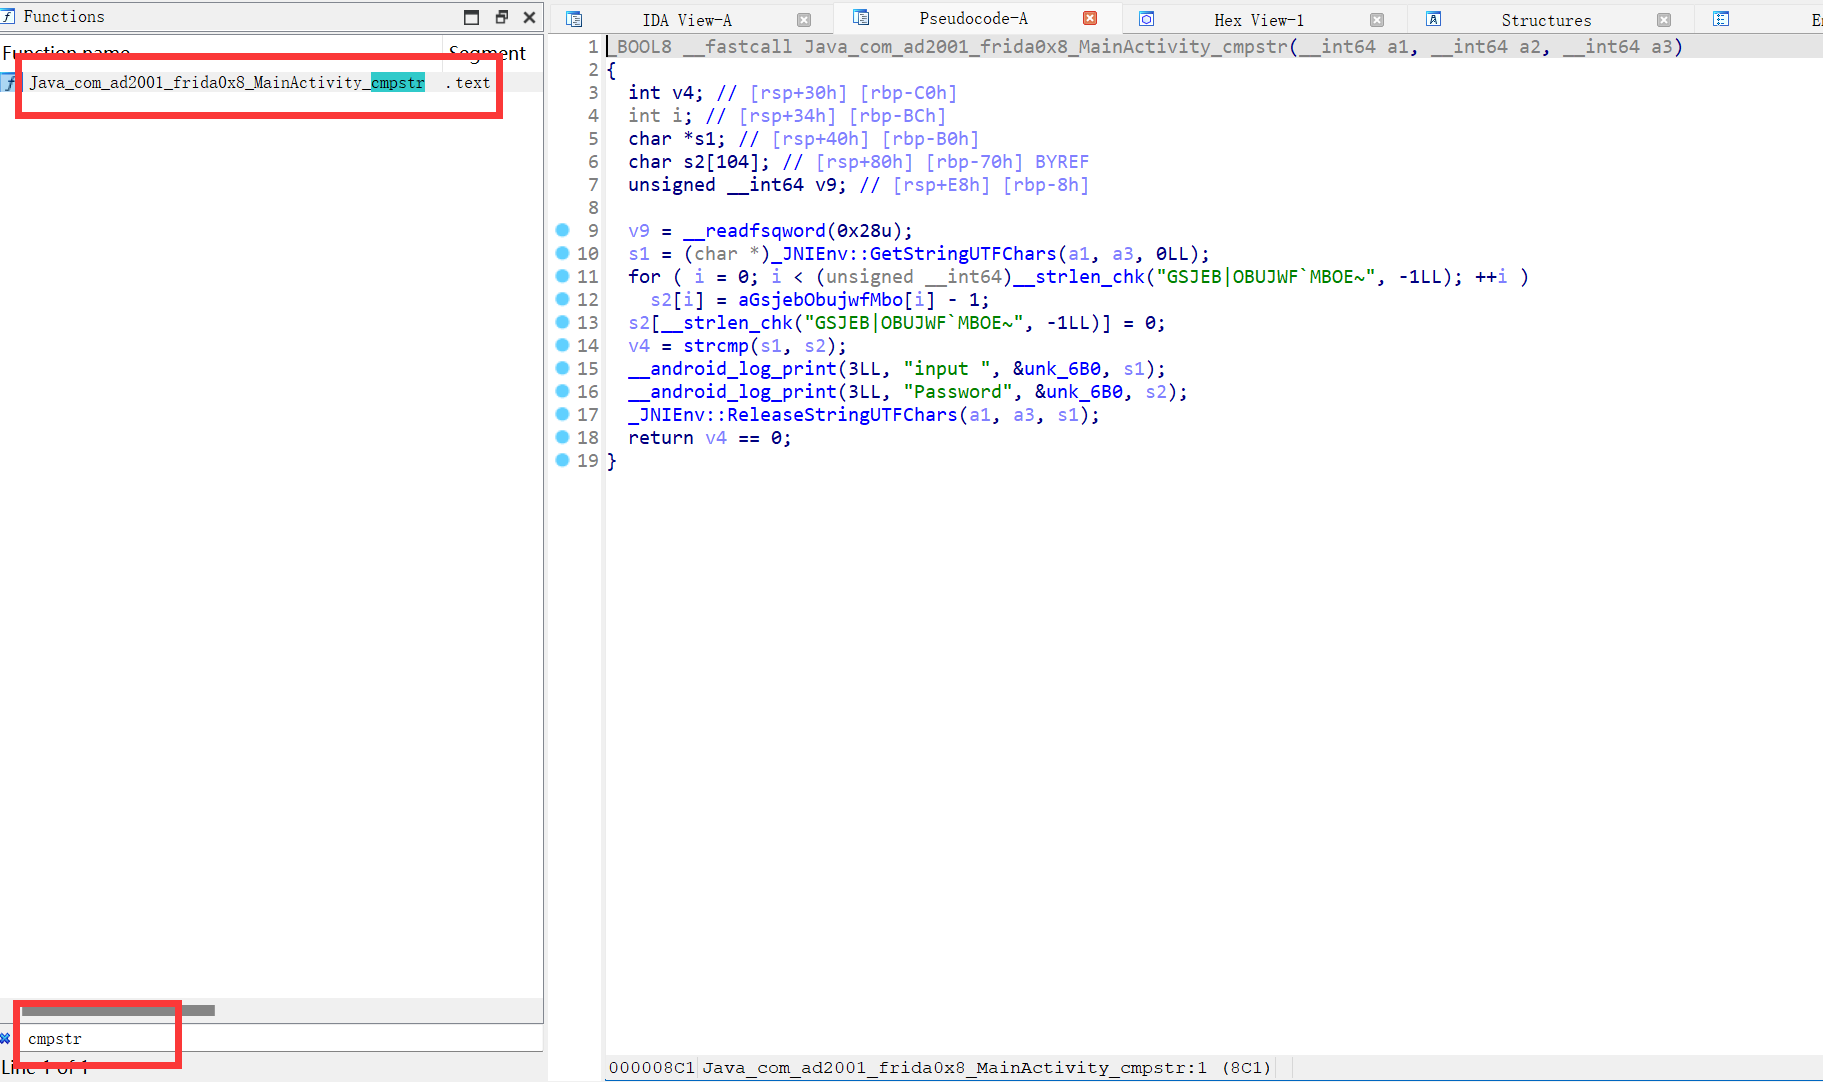 Functions
IDA View-A
Pseudocode-A
Hex View-1
Structures
Function name Segment
Java_com_ad2001_frida0x8_MainActivity_cmpstr .text
1 _BOOL8 __fastcall Java_com_ad2001_frida0x8_MainActivity_cmpstr(__int64 a1, __int64 a2, __int64 a3)
2 {
3 int v4; // [rsp+30h] [rbp-C0h]
4 int i; // [rsp+34h] [rbp-BCh]
5 char *s1; // [rsp+40h] [rbp-B0h]
6 char s2[104]; // [rsp+80h] [rbp-70h] BYREF
7 unsigned __int64 v9; // [rsp+E8h] [rbp-8h]
8
9 v9 = __readfsqword(0x28u);
10 s1 = (char *)_JNIEnv::GetStringUTFChars(a1, a3, 0LL);
11 for ( i = 0; i < (unsigned __int64)__strlen_chk("GSJEB|OBUJWF`MBOE~", -1LL); ++i )
12 s2[i] = aGsjebObujwfMbo[i] - 1;
13 s2[__strlen_chk("GSJEB|OBUJWF`MBOE~", -1LL)] = 0;
14 v4 = strcmp(s1, s2);
15 __android_log_print(3LL, "input ", &unk_6B0, s1);
16 __android_log_print(3LL, "Password", &unk_6B0, s2);
17 _JNIEnv::ReleaseStringUTFChars(a1, a3, s1);
18 return v4 == 0;
19 }
cmpstr
Line 1 of 1
000008C1 Java_com_ad2001_frida0x8_MainActivity_cmpstr:1 (8C1)